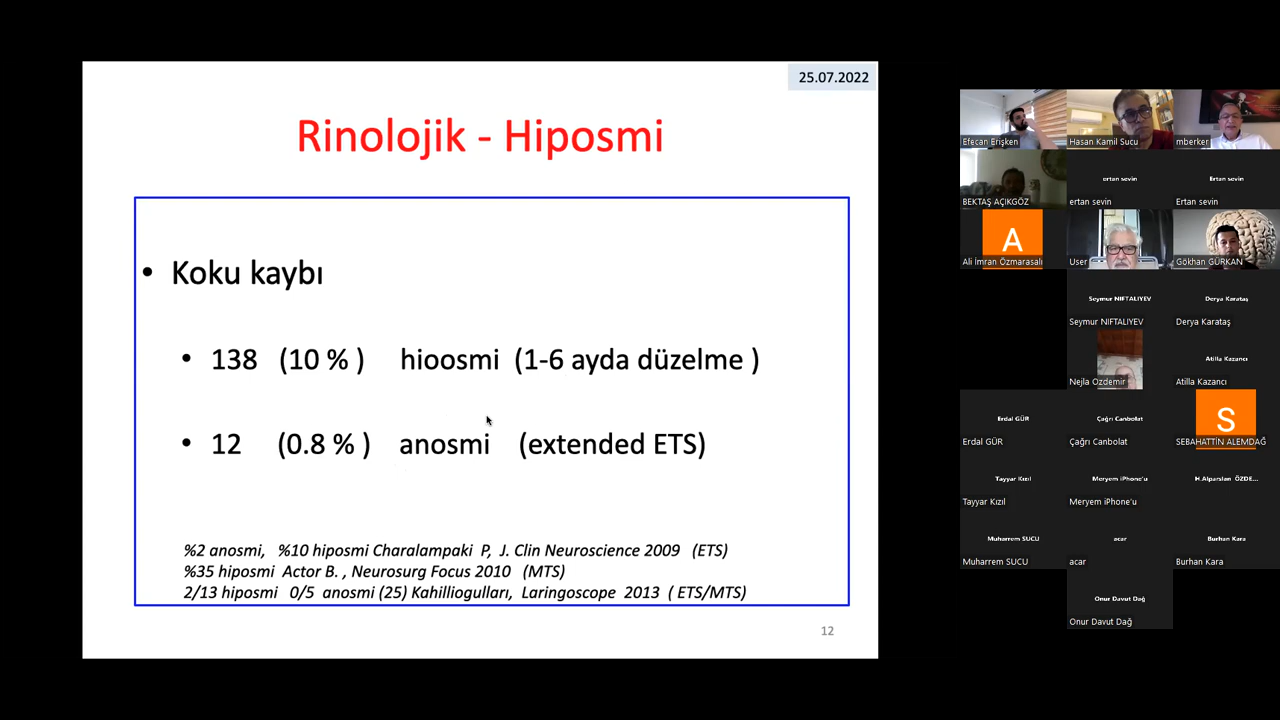 25.07.2022
Rinolojik - Hiposmi
• Koku kaybı
• 138 (10 % ) hioosmi (1-6 ayda düzelme )
• 12 (0.8 % ) anosmi (extended ETS)
%2 anosmi, %10 hiposmi Charalampaki P, J. Clin Neuroscience 2009 (ETS)
%35 hiposmi Actor B. , Neurosurg Focus 2010 (MTS)
2/13 hiposmi 0/5 anosmi (25) Kahilliogulları, Laringoscope 2013 ( ETS/MTS)
12
Efecan Erişken
Hasan Kamil Sucu
mberker
BEKTAŞ AÇIKGÖZ
ertan sevin
ertan sevin
Ertan sevin
Ertan sevin
A
Ali İmran Özmarasalı
User
Gökhan GÜRKAN
Seymur NIFTALIYEV
Seymur NIFTALIYEV
Derya Karataş
Derya Karataş
Nejla Özdemir
Atilla Kazancı
Atilla Kazancı
Erdal GÜR
Erdal GÜR
Çağrı Canbolat
Çağrı Canbolat
S
SEBAHATTİN ALEMDAĞ
Tayyar Kızıl
Tayyar Kızıl
Meryem iPhone'u
Meryem iPhone'u
H.Alparslan ÖZDE...
Muharrem SUCU
Muharrem SUCU
acar
acar
Burhan Kara
Burhan Kara
Onur Davut Dağ
Onur Davut Dağ